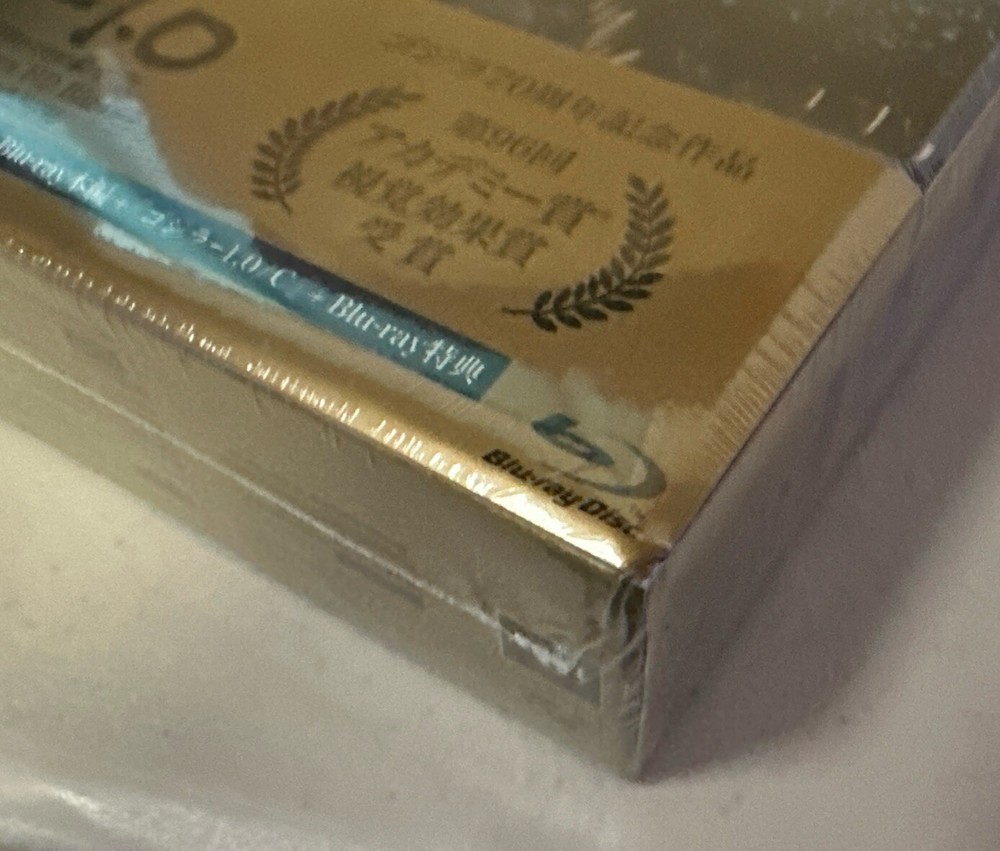 -1.0
ゴジラ70周年記念作品
第96回
アカデミー賞®
視覚効果賞
受賞
Blu-ray本編 + ゴジラ-1.0/C + Blu-ray特典
Blu-ray Disc